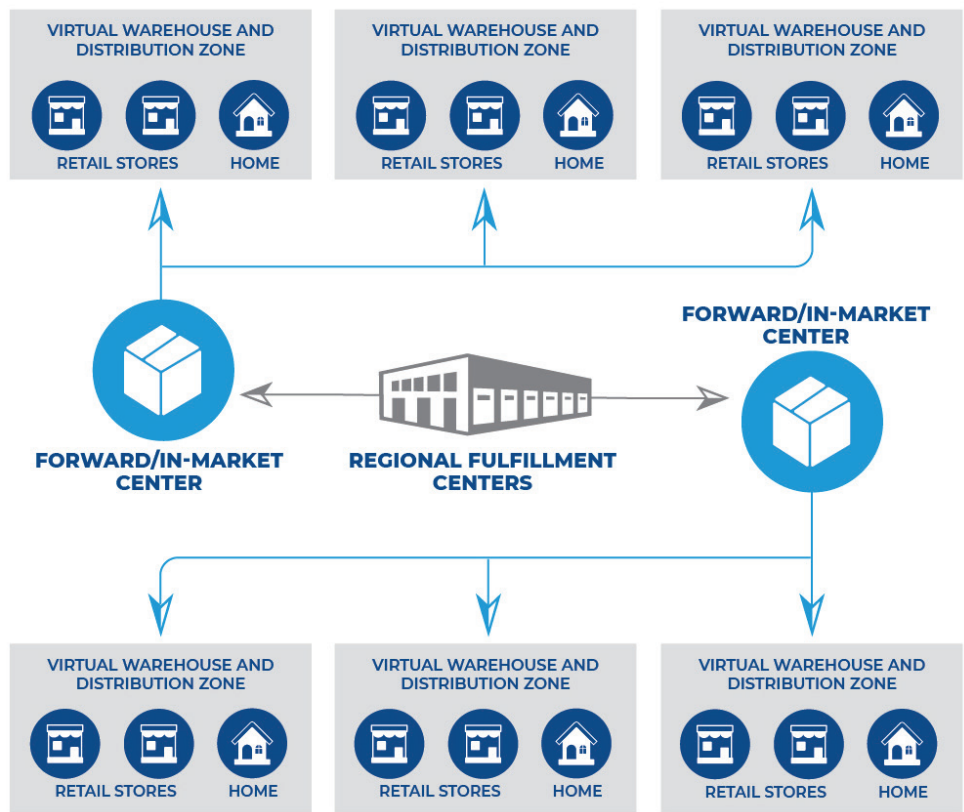 VIRTUAL WAREHOUSE AND
DISTRIBUTION ZONE
RETAIL STORES
HOME
VIRTUAL WAREHOUSE AND
DISTRIBUTION ZONE
RETAIL STORES
HOME
VIRTUAL WAREHOUSE AND
DISTRIBUTION ZONE
RETAIL STORES
HOME
FORWARD/IN-MARKET
CENTER
REGIONAL FULFILLMENT
CENTERS
FORWARD/IN-MARKET
CENTER
VIRTUAL WAREHOUSE AND
DISTRIBUTION ZONE
RETAIL STORES
HOME
VIRTUAL WAREHOUSE AND
DISTRIBUTION ZONE
RETAIL STORES
HOME
VIRTUAL WAREHOUSE AND
DISTRIBUTION ZONE
RETAIL STORES
HOME